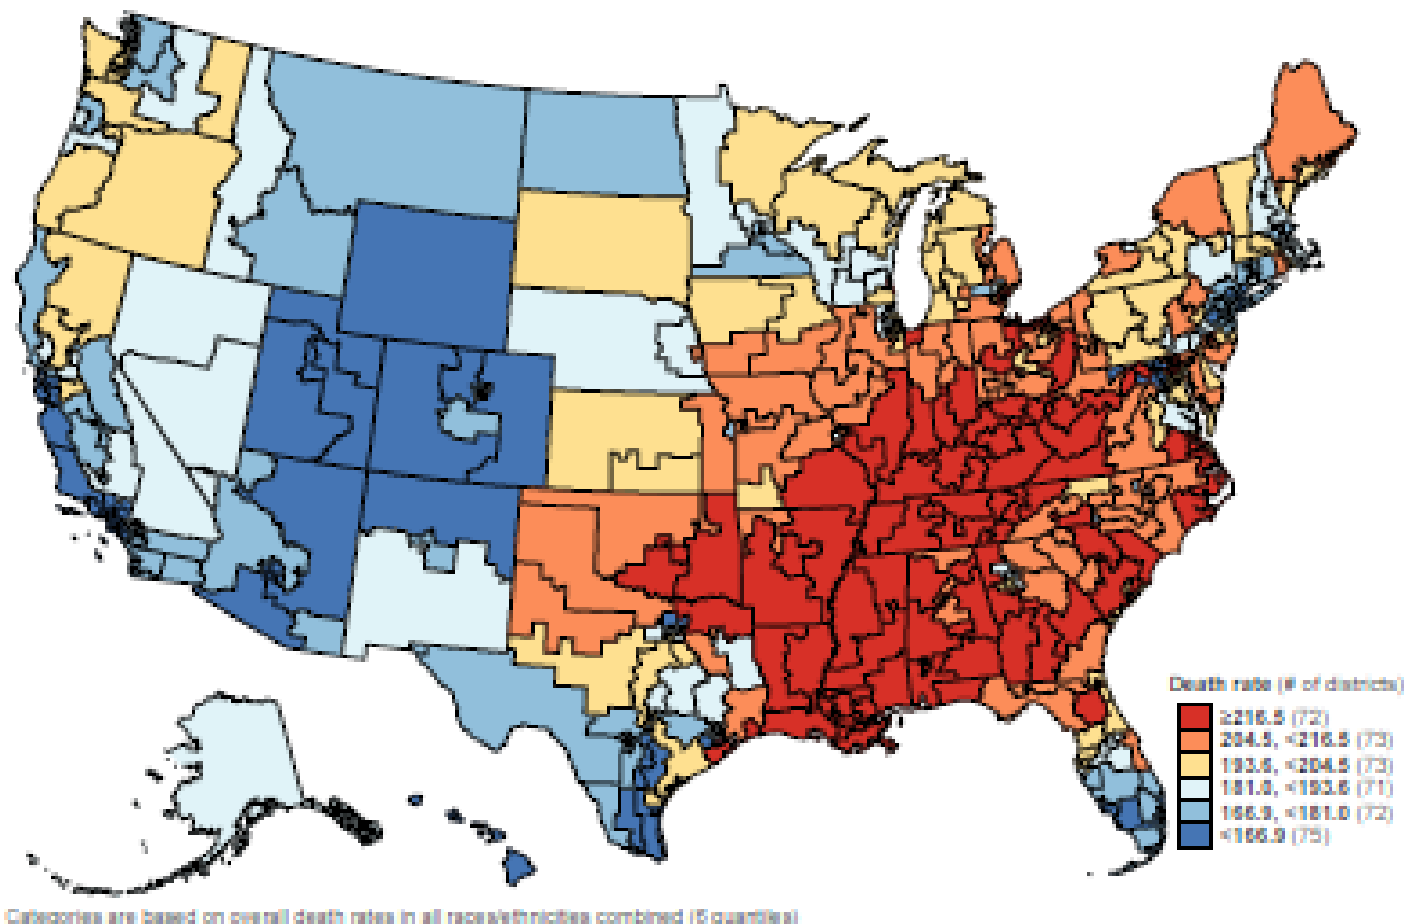 Death rate (# of districts)
≥216.5 (72)
204.5, <216.5 (73)
193.6, <204.5 (73)
181.0, <193.6 (71)
166.9, <181.0 (72)
<166.9 (75)
Categories are based on overall death rates in all races/ethnicities combined (6 quantiles)